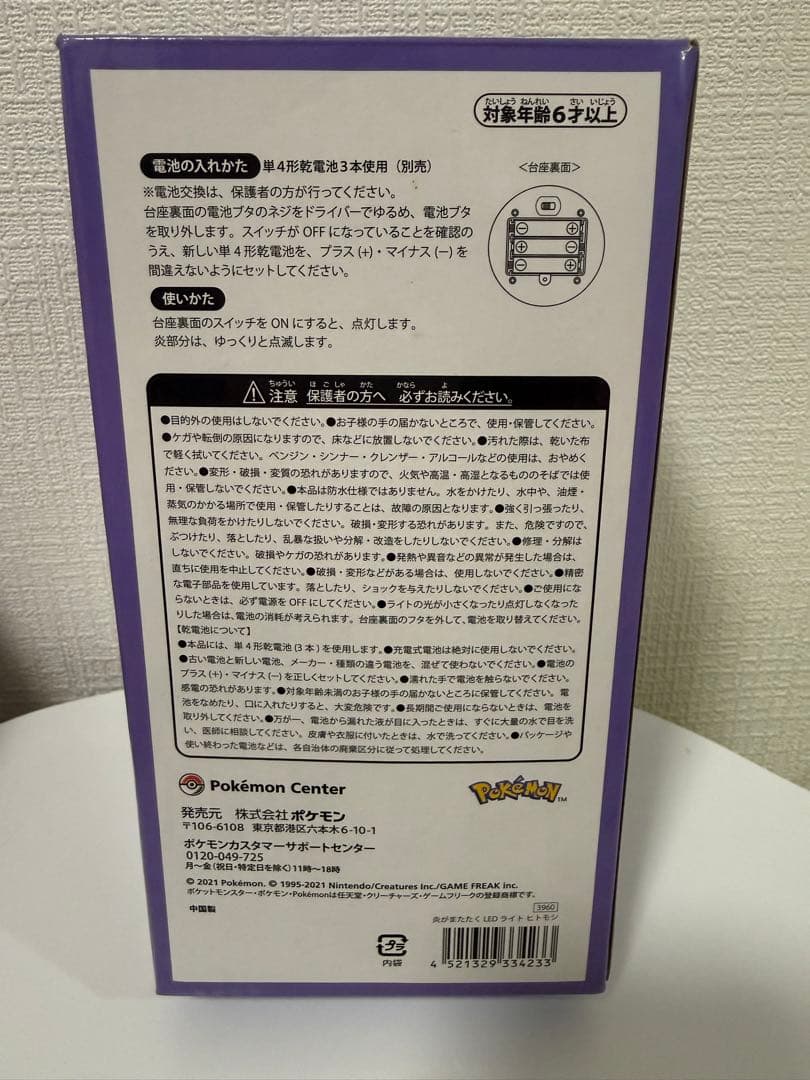 対象年齢6才以上
たいしょう ねんれい さい いじょう
電池の入れかた 単4形乾電池3本使用（別売）
※電池交換は、保護者の方が行ってください。
台座裏面の電池ブタのネジをドライバーでゆるめ、電池ブタ
を取り外します。スイッチが OFF になっていることを確認の
うえ、新しい単4形乾電池を、プラス(+)・マイナス(−)を
間違えないようにセットしてください。
＜台座裏面＞
使いかた
台座裏面のスイッチを ON にすると、点灯します。
炎部分は、ゆっくりと点滅します。
ちゅうい ほごしゃ かた かなら よ
注意 保護者の方へ 必ずお読みください。
●目的外の使用はしないでください。●お子様の手の届かないところで、使用・保管してください。
●ケガや転倒の原因になりますので、床などに放置しないでください。●汚れた際は、乾いた布
で軽く拭いてください。ベンジン・シンナー・クレンザー・アルコールなどの使用は、おやめく
ださい。●変形・破損・変質の恐れがありますので、火気や高温・高湿となるもののそばでは使
用・保管しないでください。●本品は防水仕様ではありません。水をかけたり、水中や、油煙・
蒸気のかかる場所で使用・保管したりすることは、故障の原因となります。●強く引っ張ったり、
無理な負荷をかけたりしないでください。破損・変形する恐れがあります。また、危険ですので、
ぶつけたり、落としたり、乱暴な扱いや分解・改造をしたりしないでください。●修理・分解は
しないでください。破損やケガの恐れがあります。●発熱や異音などの異常が発生した場合は、
直ちに使用を中止してください。●破損・変形などがある場合は、使用しないでください。●精密
な電子部品を使用しています。落としたり、ショックを与えたりしないでください。●ご使用にな
らないときは、必ず電源を OFF にしてください。●ライトの光が小さくなったり点灯しなくなった
りした場合は、電池の消耗が考えられます。台座裏面のフタを外して、電池を取り替えてください。
【乾電池について】
●本品には、単4形乾電池(3本)を使用します。●充電式電池は絶対に使用しないでください。
●古い電池と新しい電池、メーカー・種類の違う電池を、混ぜて使わないでください。●電池の
プラス(+)・マイナス(−)を正しくセットしてください。●濡れた手で電池を触らないでください。
感電の恐れがあります。●対象年齢未満のお子様の手の届かないところに保管してください。電
池をなめたり、口に入れたりすると、大変危険です。●長期間ご使用にならないときは、電池を
取り外してください。●万が一、電池から漏れた液が目に入ったときは、すぐに大量の水で目を洗
い、医師に相談してください。皮膚や衣服に付いたときは、水で洗ってください。●パッケージや
使い終わった電池などは、各自治体の廃棄区分に従って処理してください。
Pokémon Center
POKéMON™
発売元 株式会社ポケモン
〒106-6108 東京都港区六本木6-10-1
ポケモンカスタマーサポートセンター
0120-049-725
月〜金（祝日・特定日を除く）11時〜18時
© 2021 Pokémon. © 1995-2021 Nintendo/Creatures Inc./GAME FREAK inc.
ポケットモンスター・ポケモン・Pokémonは任天堂・クリーチャーズ・ゲームフリークの登録商標です。
中国製
3960
炎がまたたく LED ライト ヒトモシ
プラ
内袋
4 521329 334233